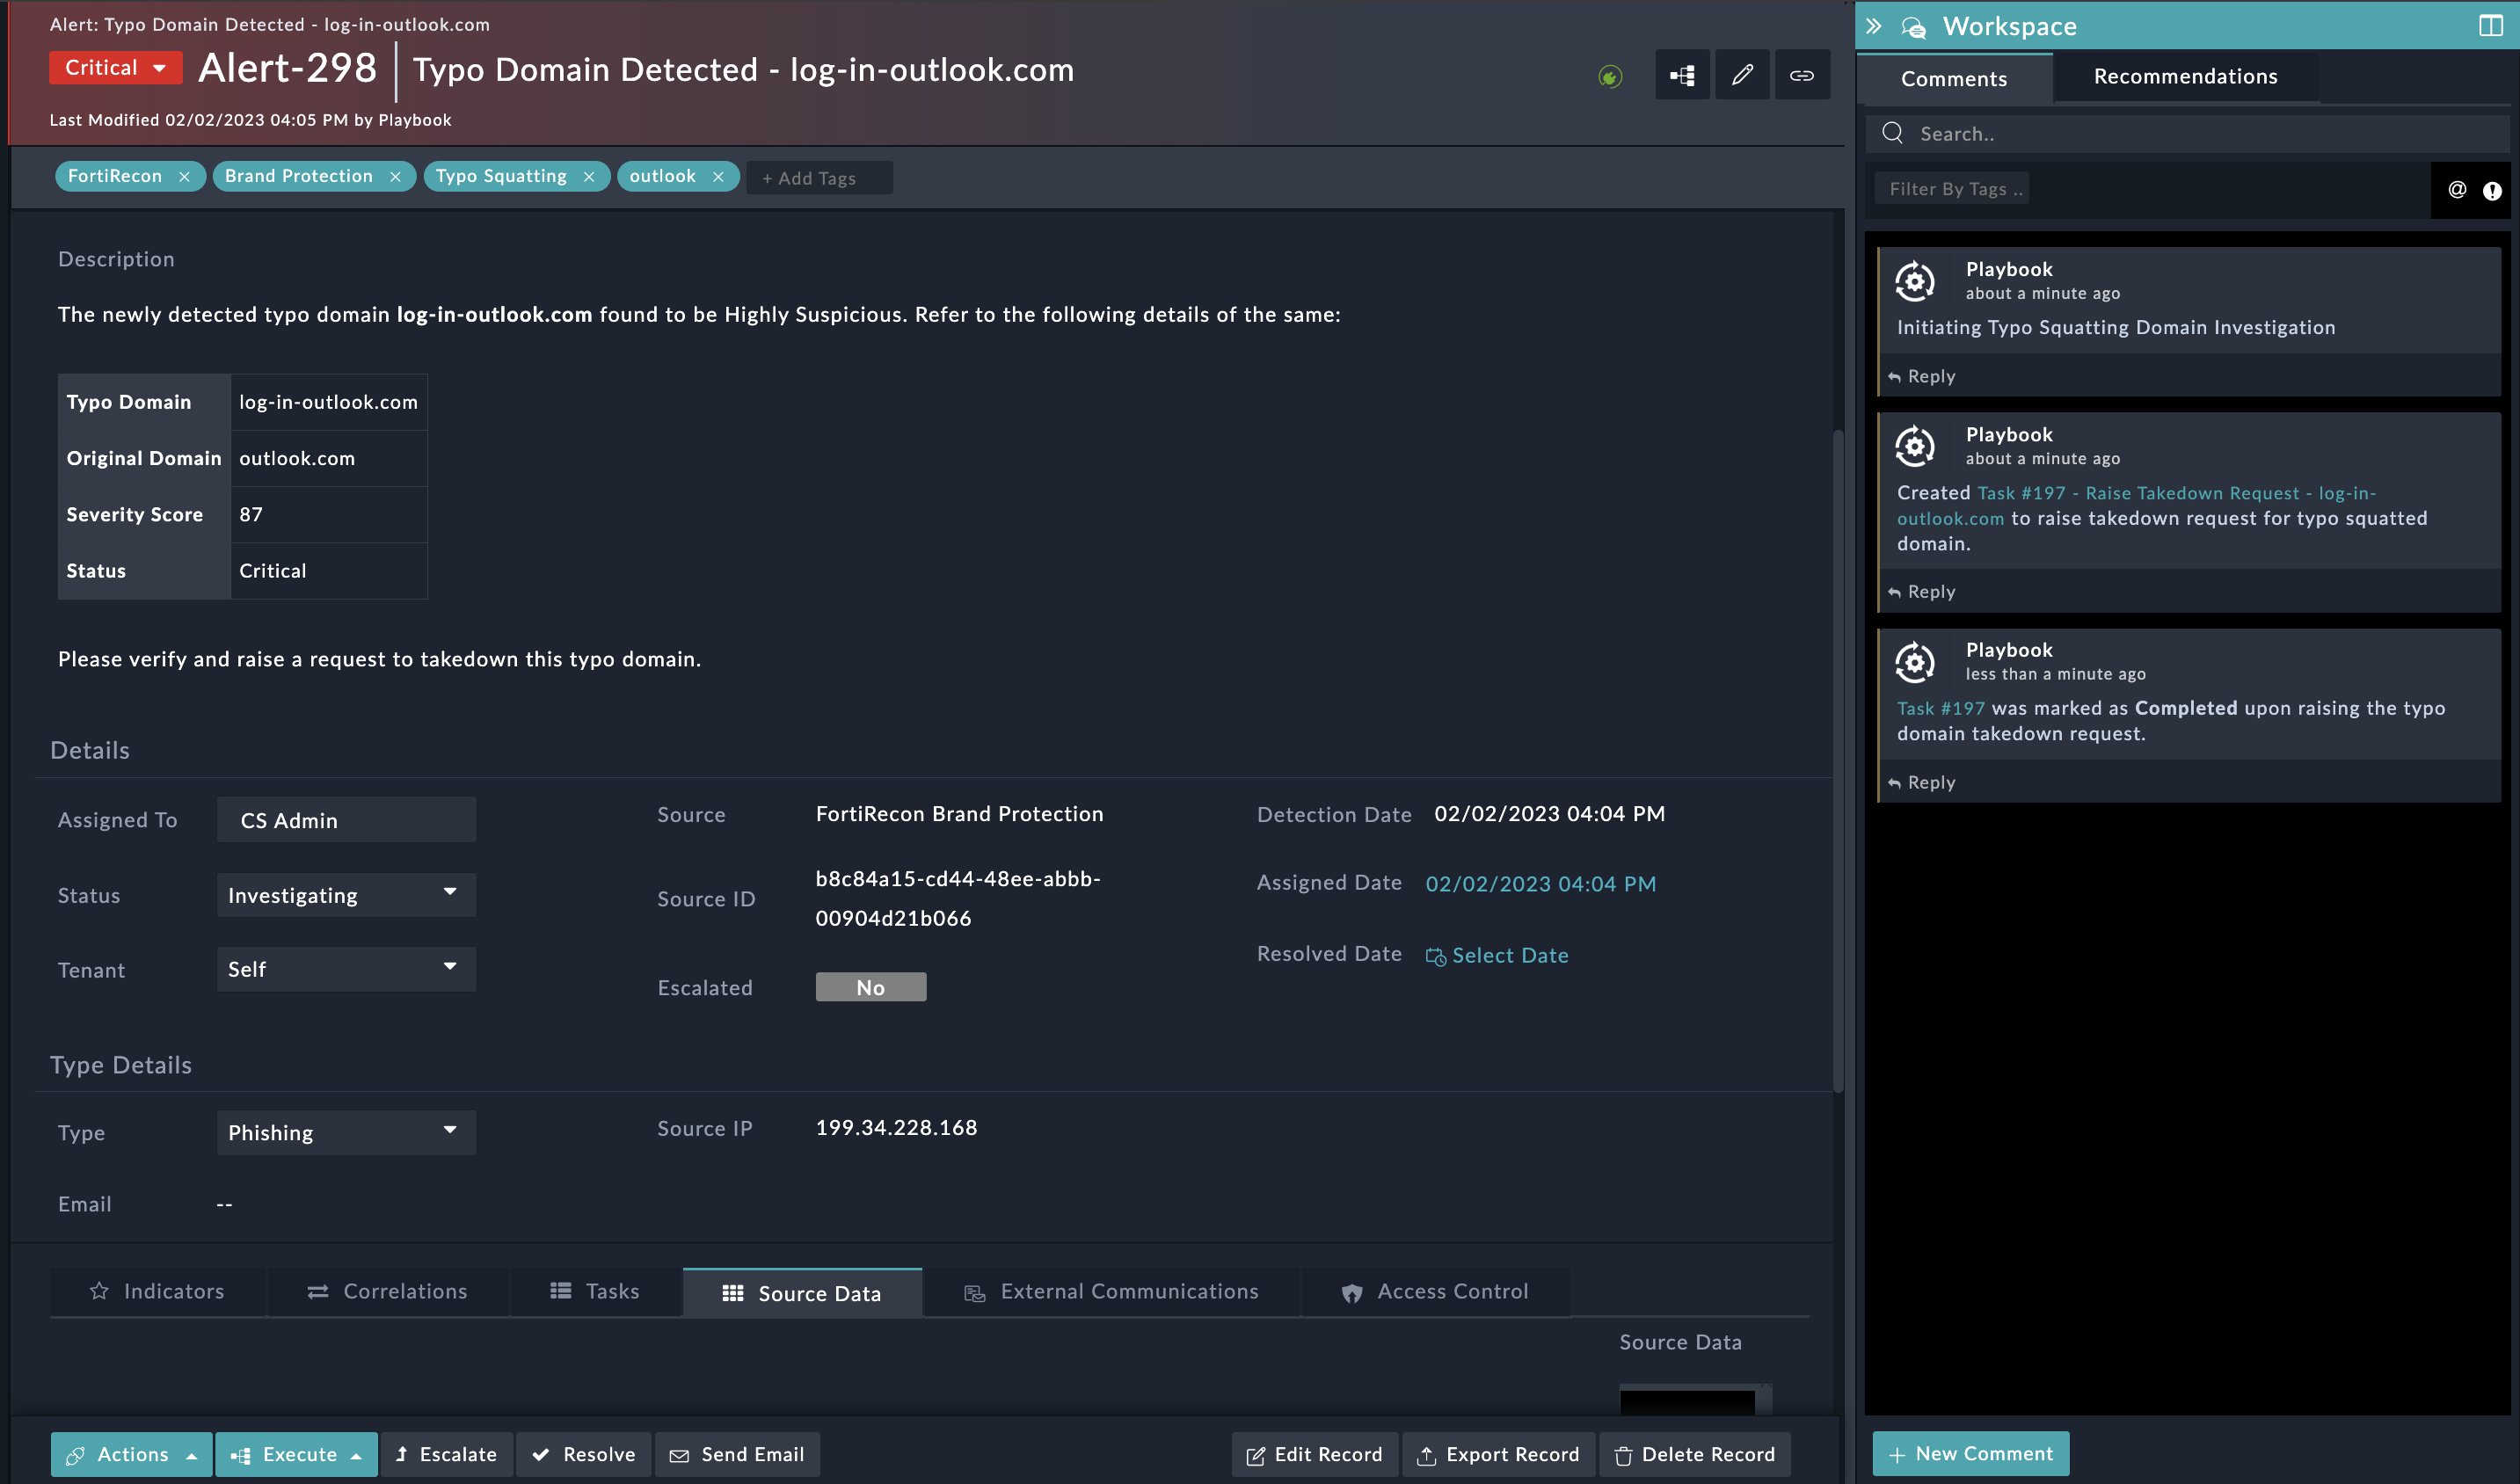 Alert: Typo Domain Detected - log-in-outlook.com
Critical Alert-298 Typo Domain Detected - log-in-outlook.com
Last Modified 02/02/2023 04:05 PM by Playbook
FortiRecon × Brand Protection × Typo Squatting × outlook × + Add Tags
Description
The newly detected typo domain log-in-outlook.com found to be Highly Suspicious. Refer to the following details of the same:
Typo Domain log-in-outlook.com
Original Domain outlook.com
Severity Score 87
Status Critical
Please verify and raise a request to takedown this typo domain.
Details
Assigned To CS Admin
Status Investigating
Tenant Self
Source FortiRecon Brand Protection
Source ID b8c84a15-cd44-48ee-abbb-
00904d21b066
Escalated No
Detection Date 02/02/2023 04:04 PM
Assigned Date 02/02/2023 04:04 PM
Resolved Date Select Date
Type Details
Type Phishing
Source IP 199.34.228.168
Email --
Indicators Correlations Tasks Source Data External Communications Access Control
Source Data
Actions Execute Escalate Resolve Send Email Edit Record Export Record Delete Record
Workspace
Comments Recommendations
Search..
Filter By Tags .. @
Playbook
about a minute ago
Initiating Typo Squatting Domain Investigation
Reply
Playbook
about a minute ago
Created Task #197 - Raise Takedown Request - log-in-
outlook.com to raise takedown request for typo squatted
domain.
Reply
Playbook
less than a minute ago
Task #197 was marked as Completed upon raising the typo
domain takedown request.
Reply
+ New Comment